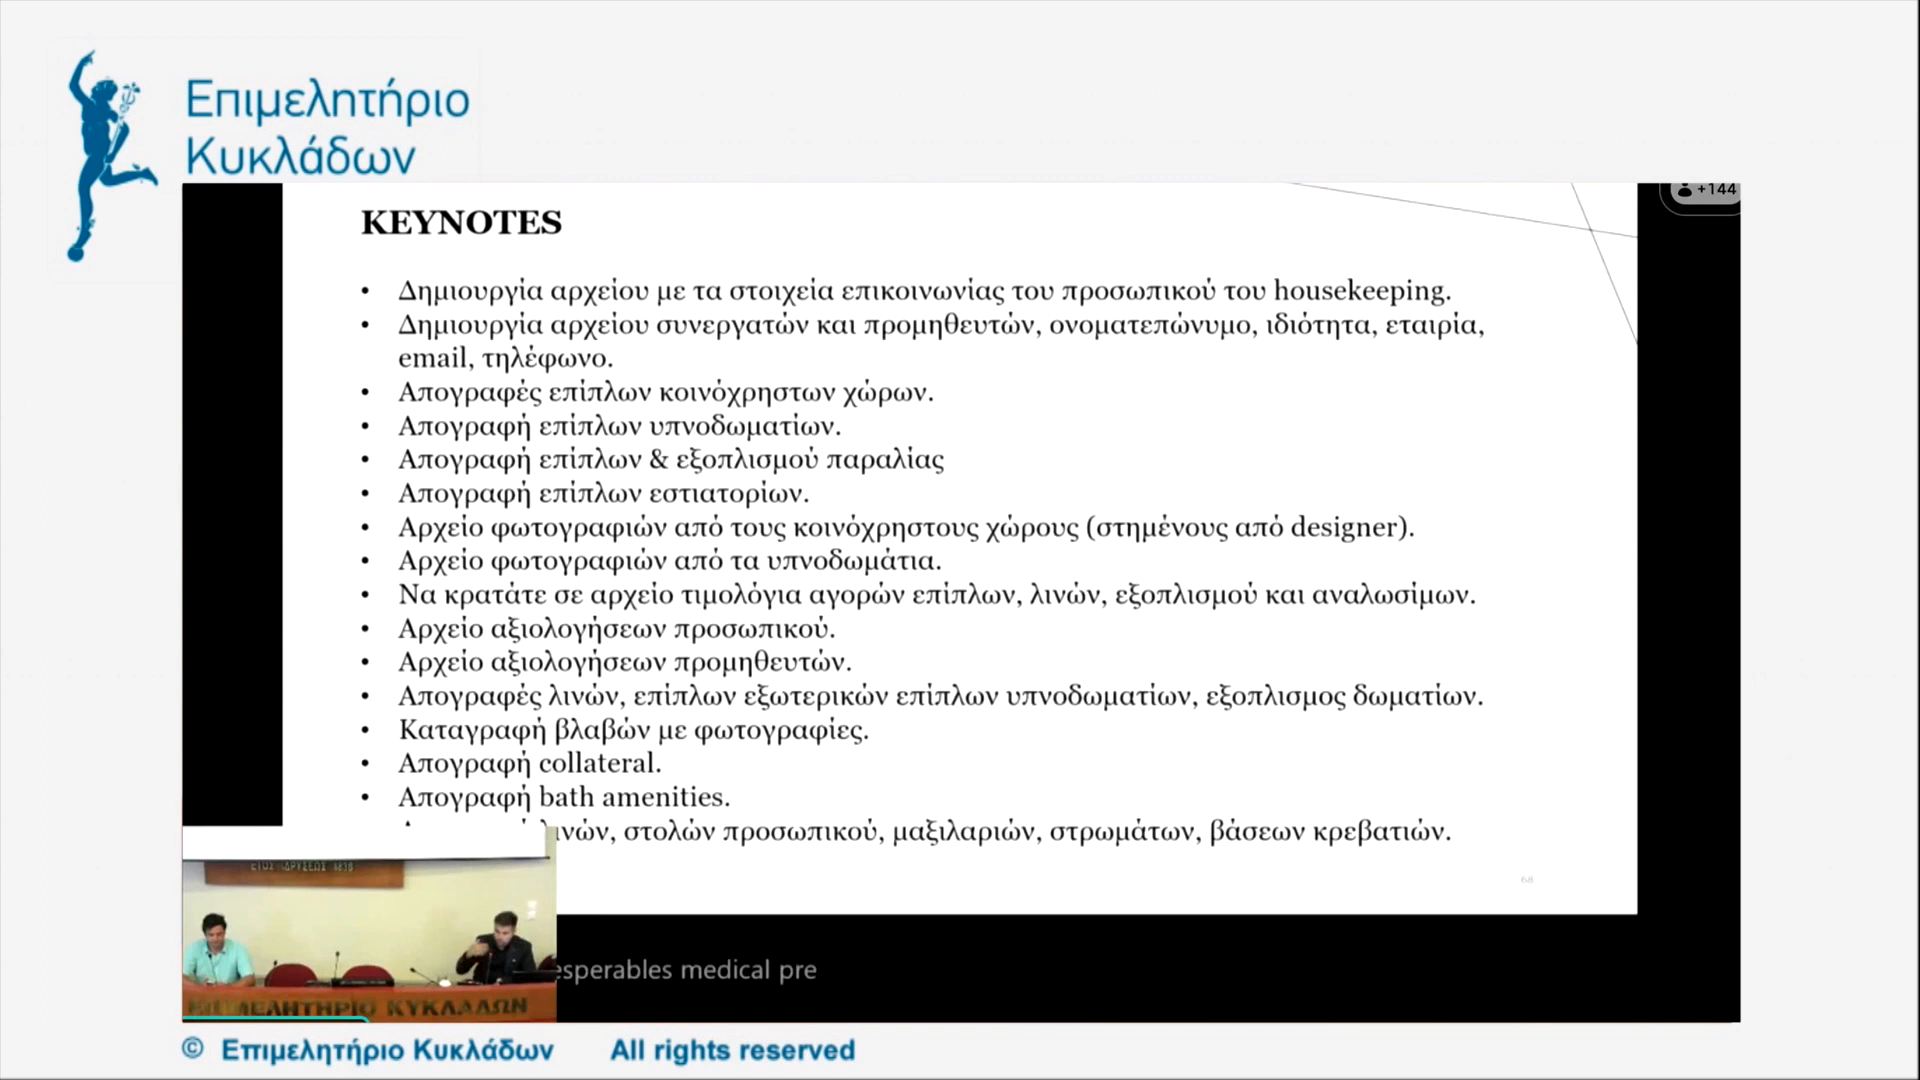 Επιμελητήριο
Κυκλάδων
+144
KEYNOTES
• Δημιουργία αρχείου με τα στοιχεία επικοινωνίας του προσωπικού του housekeeping.
• Δημιουργία αρχείου συνεργατών και προμηθευτών, ονοματεπώνυμο, ιδιότητα, εταιρία,
email, τηλέφωνο.
• Απογραφές επίπλων κοινόχρηστων χώρων.
• Απογραφή επίπλων υπνοδωματίων.
• Απογραφή επίπλων & εξοπλισμού παραλίας
• Απογραφή επίπλων εστιατορίων.
• Αρχείο φωτογραφιών από τους κοινόχρηστους χώρους (στημένους από designer).
• Αρχείο φωτογραφιών από τα υπνοδωμάτια.
• Να κρατάτε σε αρχείο τιμολόγια αγορών επίπλων, λινών, εξοπλισμού και αναλωσίμων.
• Αρχείο αξιολογήσεων προσωπικού.
• Αρχείο αξιολογήσεων προμηθευτών.
• Απογραφές λινών, επίπλων εξωτερικών επίπλων υπνοδωματίων, εξοπλισμος δωματίων.
• Καταγραφή βλαβών με φωτογραφίες.
• Απογραφή collateral.
• Απογραφή bath amenities.
λινών, στολών προσωπικού, μαξιλαριών, στρωμάτων, βάσεων κρεβατιών.
68
ΕΤΟΣ ΙΔΡΥΣΕΩΣ 1836
esperables medical pre
ΕΠΙΜΕΛΗΤΗΡΙΟ ΚΥΚΛΑΔΩΝ
© Επιμελητήριο Κυκλάδων All rights reserved